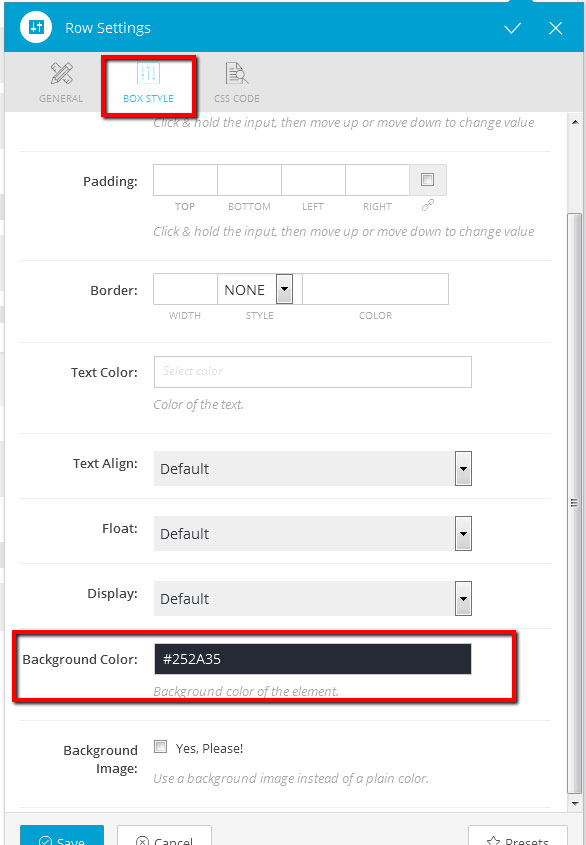 Row Settings
GENERAL
BOX STYLE
CSS CODE
Click & hold the input, then move up or move down to change value
Padding:
TOP
BOTTOM
LEFT
RIGHT
Click & hold the input, then move up or move down to change value
Border:
NONE
WIDTH
STYLE
COLOR
Text Color:
Select color
Color of the text.
Text Align:
Default
Float:
Default
Display:
Default
Background Color:
#252A35
Background color of the element.
Background
Image:
Yes, Please!
Use a background image instead of a plain color.
Save
Cancel
Presets